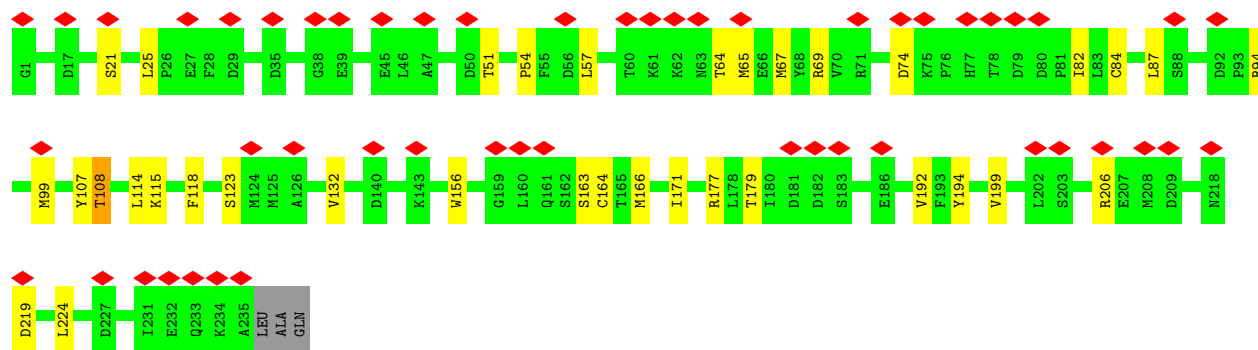 G1 D17 S21 L25 P26 E27 F28 D29 D35 G38 E39 E45 L46 A47 D50 T51 P54 F55 D56 L57 T60 K61 K62 N63 T64 M65 E66 M67 Y68 R69 V70 R71 D74 K75 P76 H77 T78 D79 D80 P81 I82 L83 C84 L87 S88 D92 P93 R94
M99 Y107 T108 L114 K115 F118 S123 M124 M125 A126 V132 D140 K143 W156 G159 L160 Q161 S162 S163 C164 T165 M166 I171 R177 L178 T179 I180 D181 D182 S183 E186 V192 F193 Y194 V199 L202 S203 R206 E207 M208 D209 N218
D219 L224 D227 I231 E232 Q233 K234 A235 LEU ALA GLN